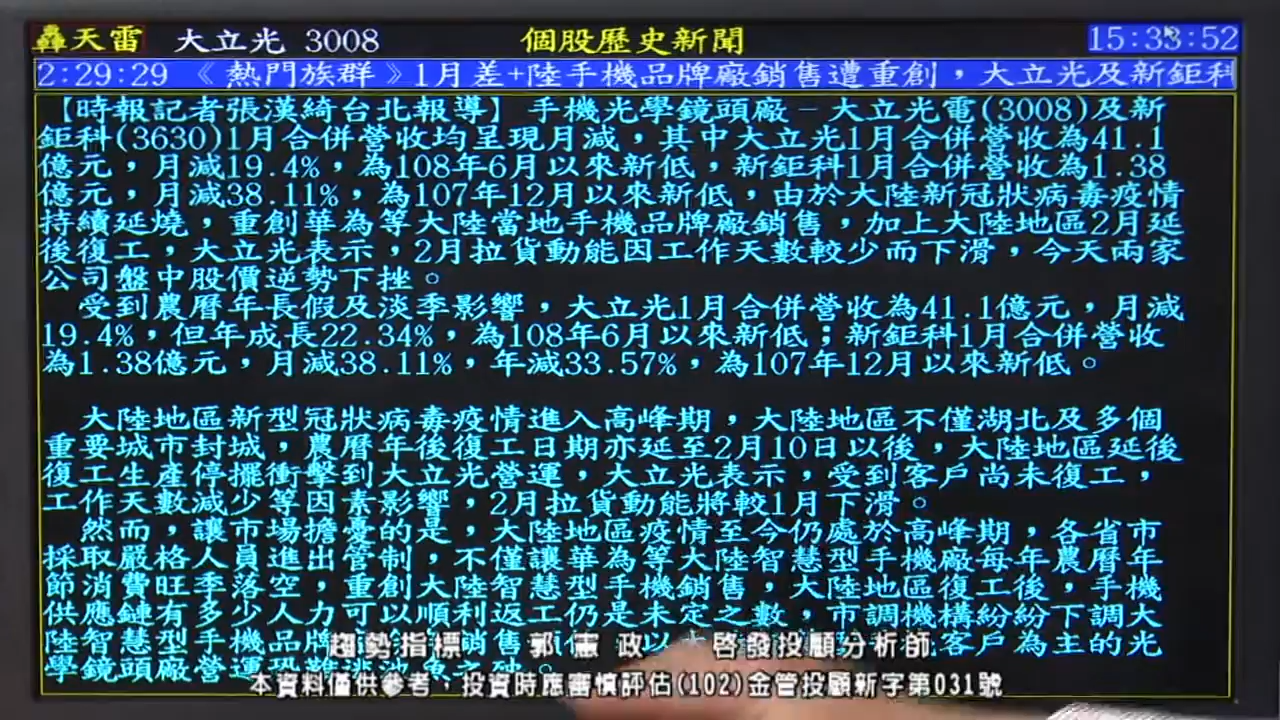 天雷 大立光 3008 個股歷史新聞 15:33:52
2:29:29 《熱門族群》1月差+陸手機品牌廠銷售遭重創，大立光及新鉅科
【時報記者張漢綺台北報導】手機光學鏡頭廠－大立光電(3008)及新
鉅科(3630)1月合併營收均呈現月減，其中大立光1月合併營收為41.1
億元，月減19.4%，為108年6月以來新低，新鉅科1月合併營收為1.38
億元，月減38.11%，為107年12月以來新低，由於大陸新冠狀病毒疫情
持續延燒，重創華為等大陸當地手機品牌廠銷售，加上大陸地區2月延
後復工，大立光表示，2月拉貨動能因工作天數較少而下滑，今天兩家
公司盤中股價逆勢下挫。
受到農曆年長假及淡季影響，大立光1月合併營收為41.1億元，月減
19.4%，但年成長22.34%，為108年6月以來新低；新鉅科1月合併營收
為1.38億元，月減38.11%，年減33.57%，為107年12月以來新低。
大陸地區新型冠狀病毒疫情進入高峰期，大陸地區不僅湖北及多個
重要城市封城，農曆年後復工日期亦延至2月10日以後，大陸地區延後
復工生產停擺衝擊到大立光營運，大立光表示，受到客戶尚未復工，
工作天數減少等因素影響，2月拉貨動能將較1月下滑。
然而，讓市場擔憂的是，大陸地區疫情至今仍處於高峰期，各省市
採取嚴格人員進出管制，不僅讓華為等大陸智慧型手機廠每年農曆年
節消費旺季落空，重創大陸智慧型手機銷售，大陸地區復工後，手機
供應鏈有多少人力可以順利返工仍是未定之數，市調機構紛紛下調大
陸智慧型手機品牌 銷售 以 客戶為主的光
學鏡頭廠營運恐難逃池魚之殃。
趨勢指標 郭憲政 啓發投顧分析師
本資料僅供參考，投資時應審慎評估(102)金管投顧新字第031號